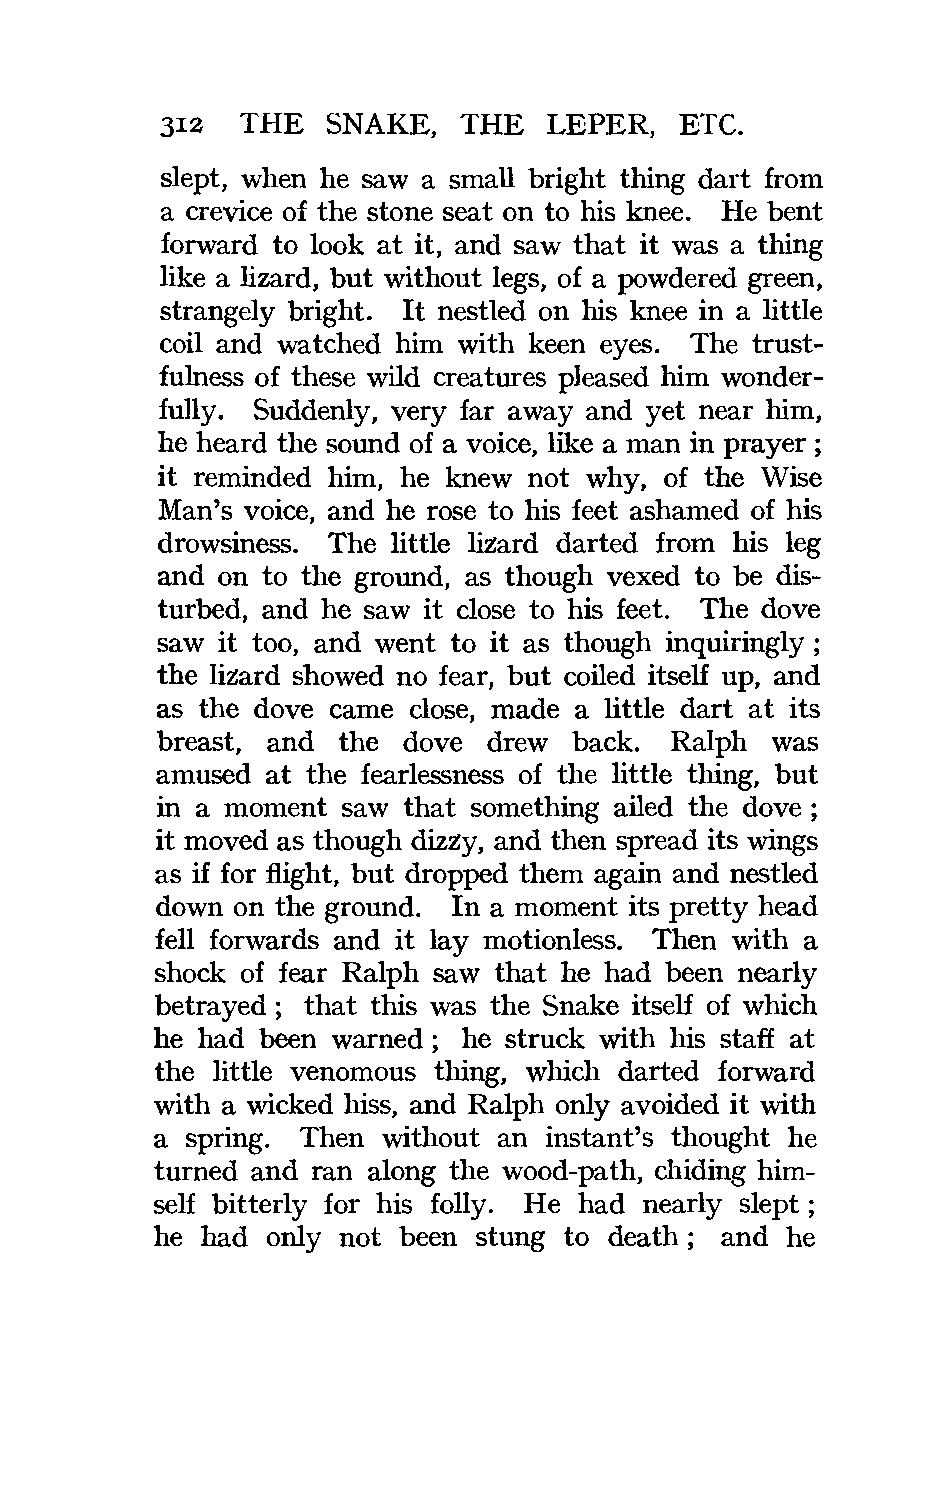 312 THE SNAKE, THE LEPER, ETC.
slept, when he saw a small bright thing dart from
a crevice of the stone seat on to his knee. He bent
forward to look at it, and saw that it was a thing
like a lizard, but without legs, of a powdered green,
strangely bright. It nestled on his knee in a little
coil and watched him with keen eyes. The trust-
fulness of these wild creatures pleased him wonder-
fully. Suddenly, very far away and yet near him,
he heard the sound of a voice, like a man in prayer ;
it reminded him, he knew not why, of the Wise
Man's voice, and he rose to his feet ashamed of his
drowsiness. The little lizard darted from his leg
and on to the ground, as though vexed to be dis-
turbed, and he saw it close to his feet. The dove
saw it too, and went to it as though inquiringly ;
the lizard showed no fear, but coiled itself up, and
as the dove came close, made a little dart at its
breast, and the dove drew back. Ralph was
amused at the fearlessness of the little thing, but
in a moment saw that something ailed the dove ;
it moved as though dizzy, and then spread its wings
as if for flight, but dropped them again and nestled
down on the ground. In a moment its pretty head
fell forwards and it lay motionless. Then with a
shock of fear Ralph saw that he had been nearly
betrayed ; that this was the Snake itself of which
he had been warned ; he struck with his staff at
the little venomous thing, which darted forward
with a wicked hiss, and Ralph only avoided it with
a spring. Then without an instant's thought he
turned and ran along the wood-path, chiding him-
self bitterly for his folly. He had nearly slept ;
he had only not been stung to death ; and he